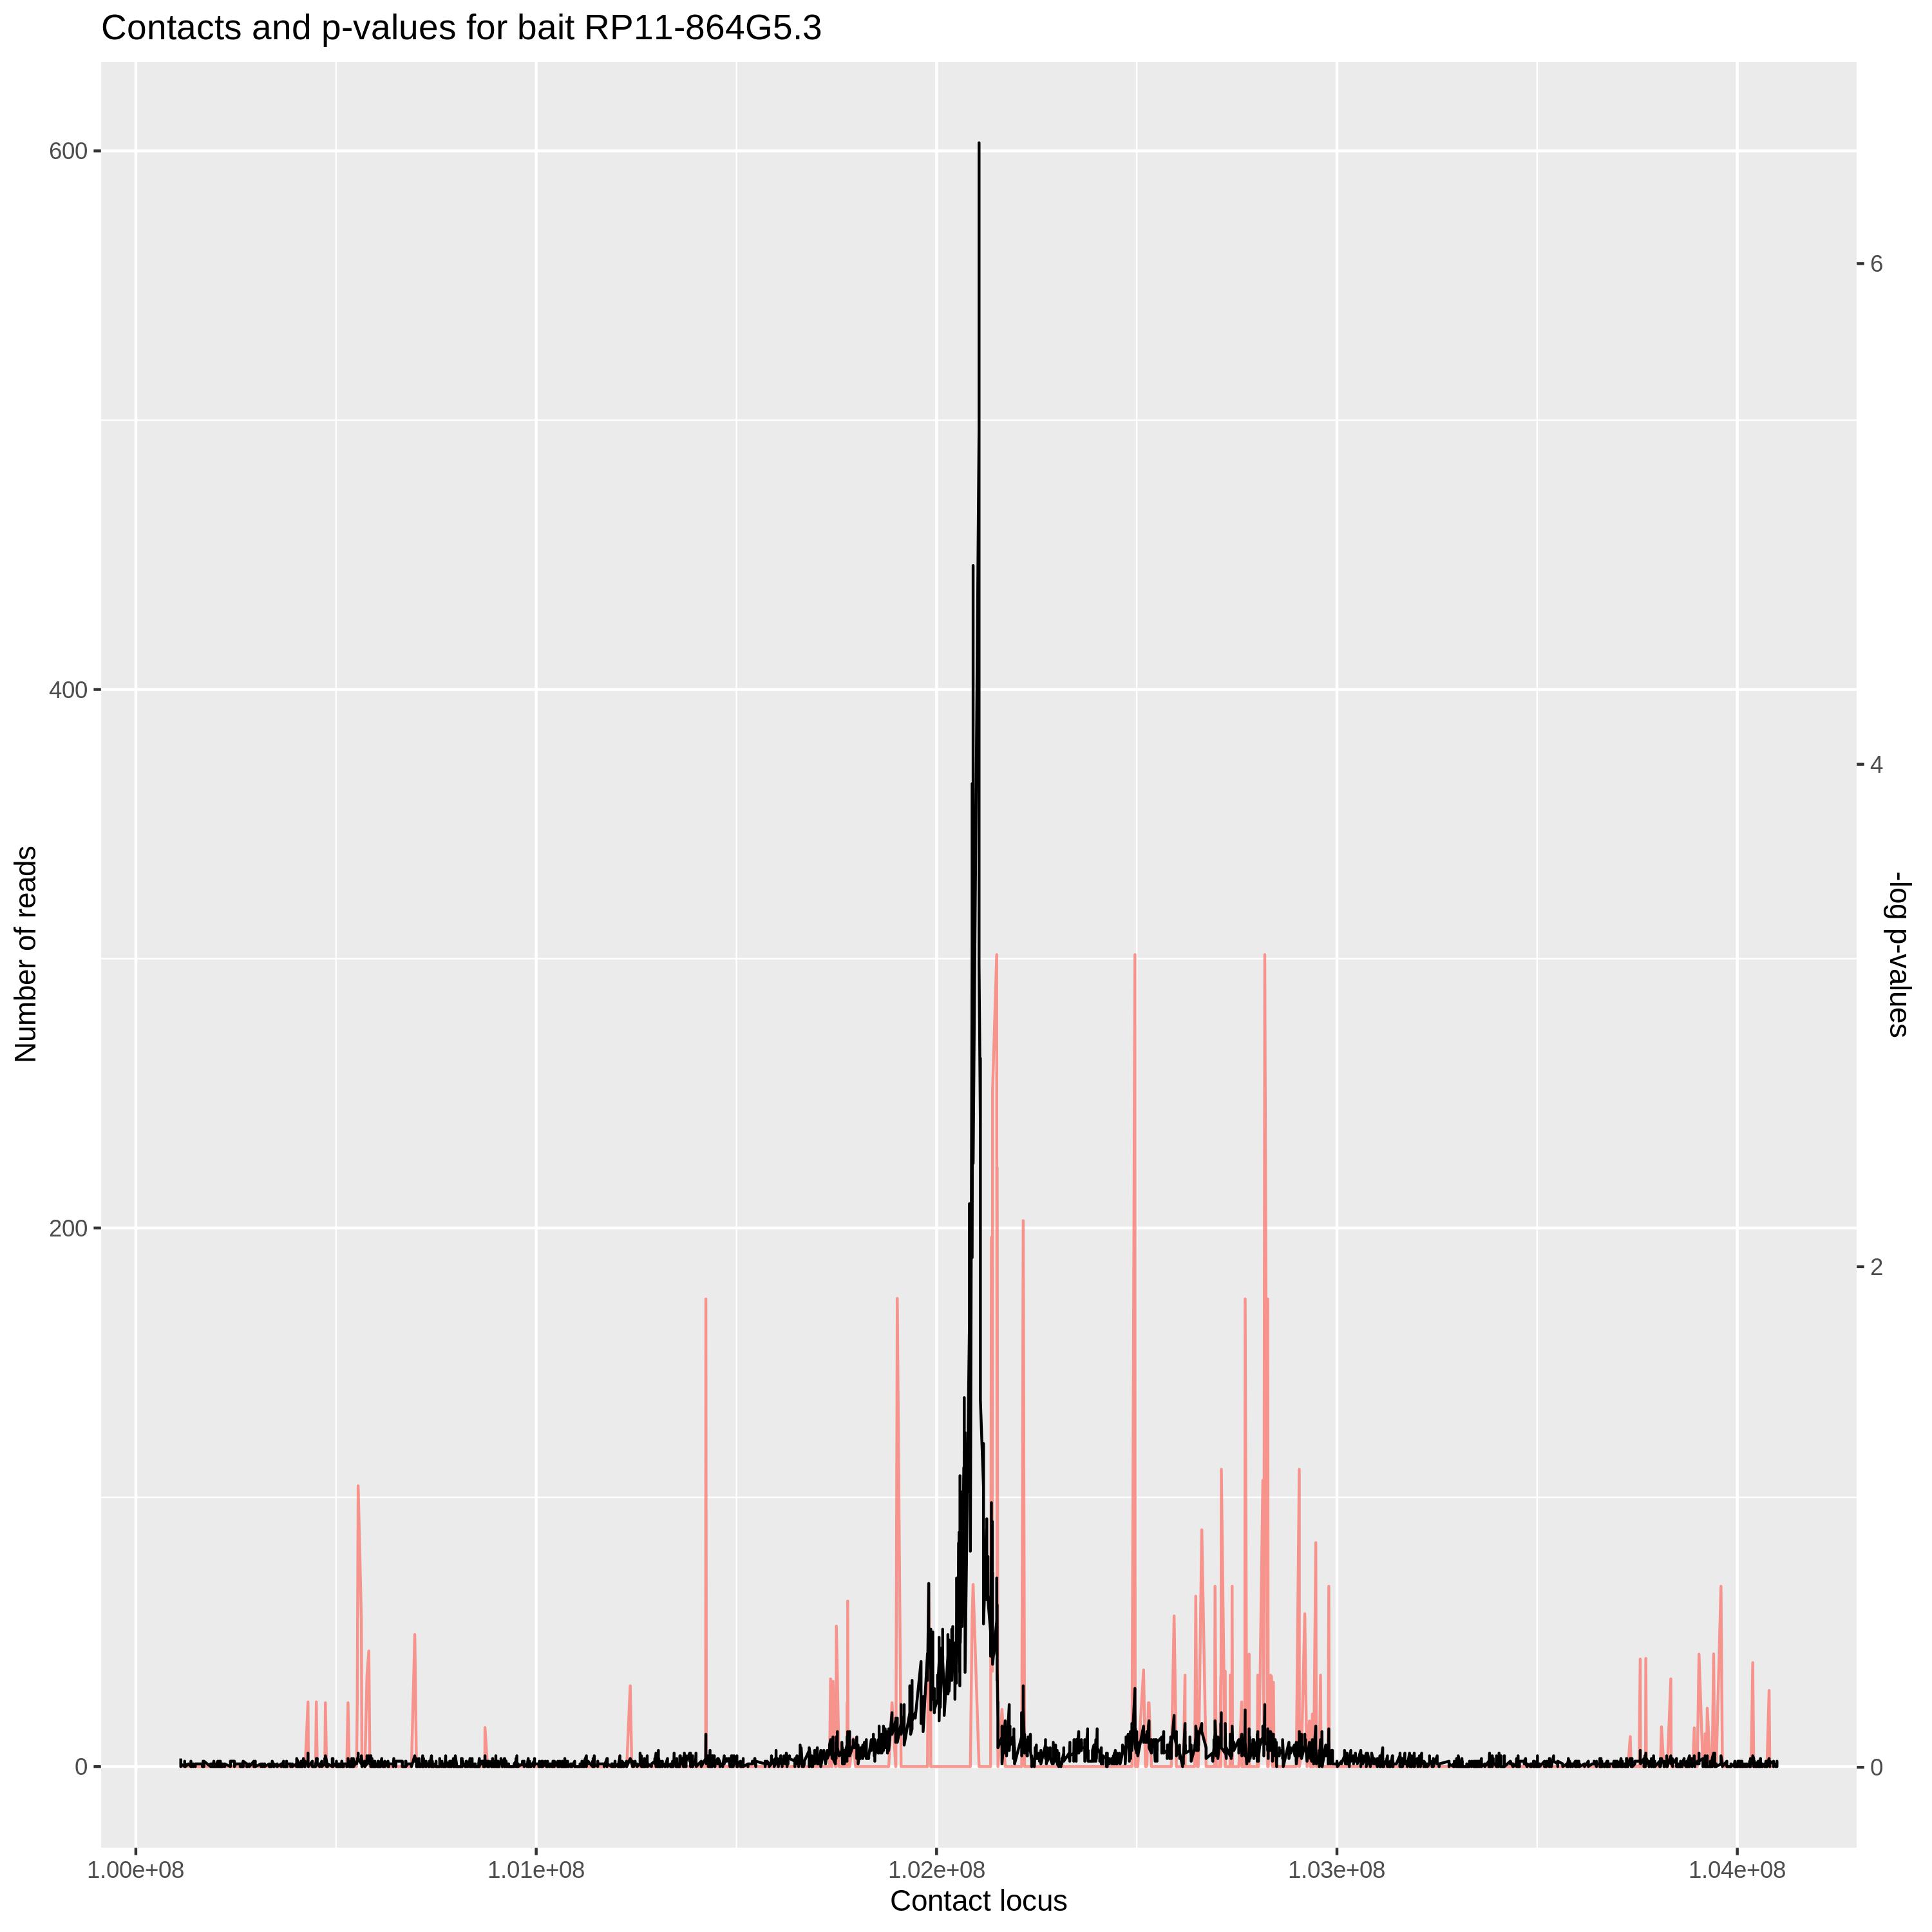 Contacts and p-values for bait RP11-864G5.3
600
400
200
0
Number of reads
6
4
2
0
-log p-values
1.00e+08
1.01e+08
1.02e+08
1.03e+08
1.04e+08
Contact locus